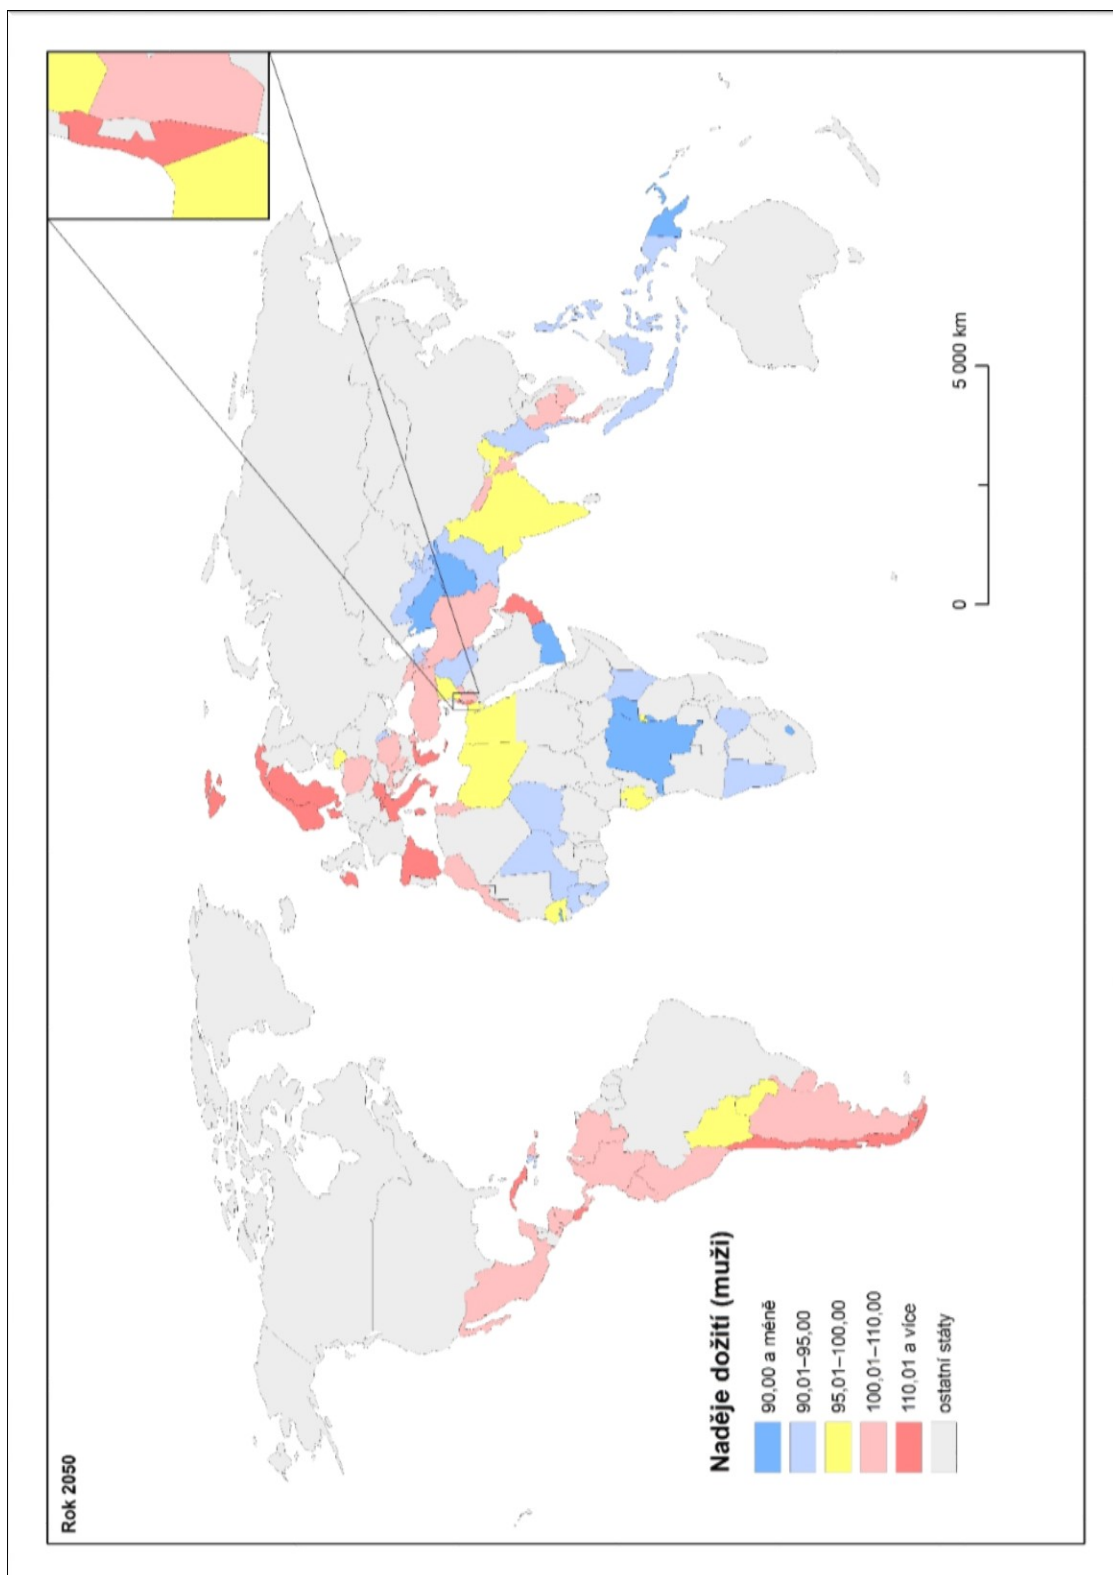 Rok 2050
Naděje dožití (muži)
90,00 a méně
90,01–95,00
95,01–100,00
100,01–110,00
110,01 a více
ostatní státy
0
5 000 km